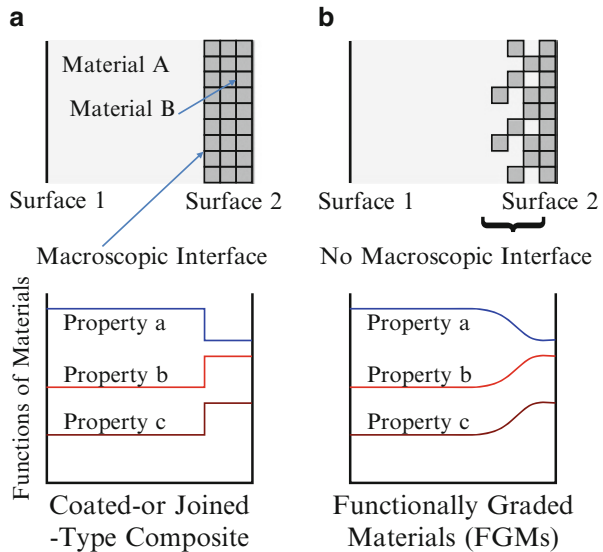 a
Material A
Material B
Surface 1
Surface 2
Macroscopic Interface
Functions of Materials
Property a
Property b
Property c
Coated-or Joined
-Type Composite
b
Surface 2
No Macroscopic Interface
Property a
Property b
Property c
Functionally Graded
Materials (FGMs)
Surface 1